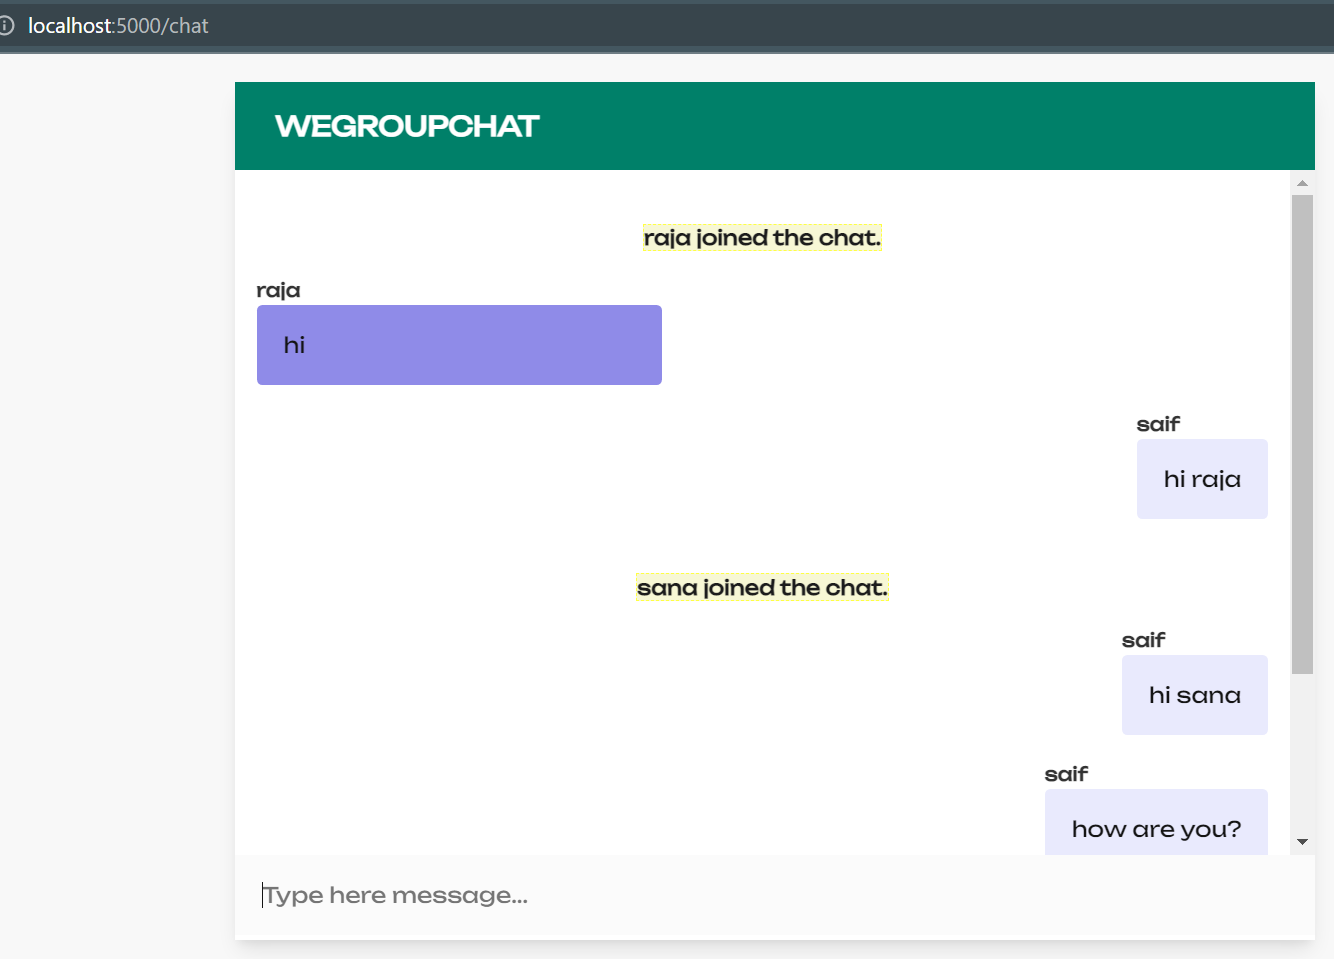 localhost:5000/chat
WEGROUPCHAT
raja joined the chat.
raja
hi
saif
hi raja
sana joined the chat.
saif
hi sana
saif
how are you?
Type here message...